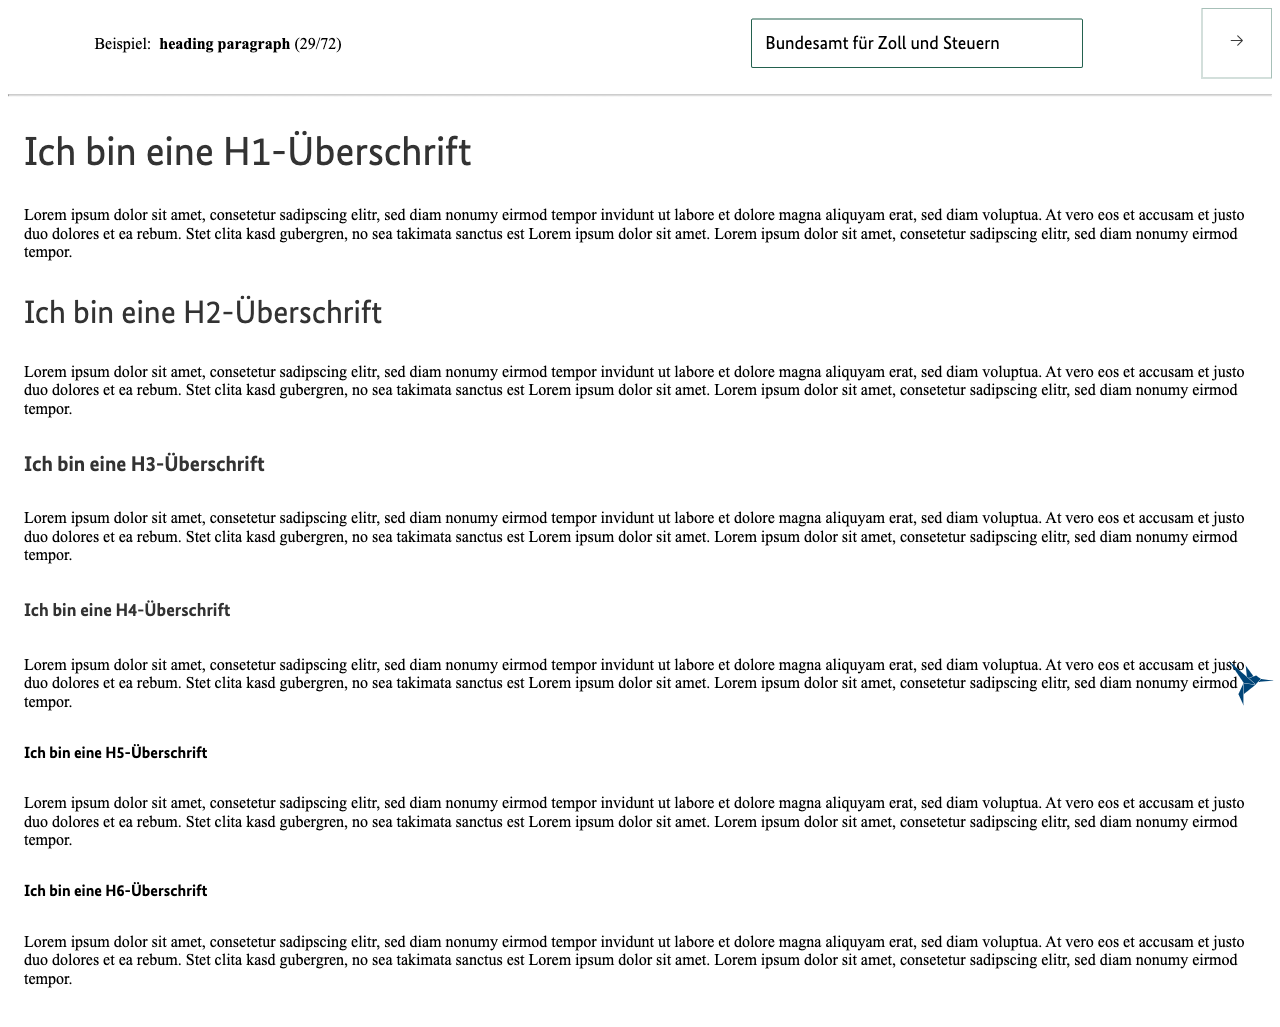 Beispiel: heading paragraph (29/72)
Bundesamt für Zoll und Steuern
Ich bin eine H1-Überschrift
Lorem ipsum dolor sit amet, consetetur sadipscing elitr, sed diam nonumy eirmod tempor invidunt ut labore et dolore magna aliquyam erat, sed diam voluptua. At vero eos et accusam et justo
duo dolores et ea rebum. Stet clita kasd gubergren, no sea takimata sanctus est Lorem ipsum dolor sit amet. Lorem ipsum dolor sit amet, consetetur sadipscing elitr, sed diam nonumy eirmod
tempor.
Ich bin eine H2-Überschrift
Lorem ipsum dolor sit amet, consetetur sadipscing elitr, sed diam nonumy eirmod tempor invidunt ut labore et dolore magna aliquyam erat, sed diam voluptua. At vero eos et accusam et justo
duo dolores et ea rebum. Stet clita kasd gubergren, no sea takimata sanctus est Lorem ipsum dolor sit amet. Lorem ipsum dolor sit amet, consetetur sadipscing elitr, sed diam nonumy eirmod
tempor.
Ich bin eine H3-Überschrift
Lorem ipsum dolor sit amet, consetetur sadipscing elitr, sed diam nonumy eirmod tempor invidunt ut labore et dolore magna aliquyam erat, sed diam voluptua. At vero eos et accusam et justo
duo dolores et ea rebum. Stet clita kasd gubergren, no sea takimata sanctus est Lorem ipsum dolor sit amet. Lorem ipsum dolor sit amet, consetetur sadipscing elitr, sed diam nonumy eirmod
tempor.
Ich bin eine H4-Überschrift
Lorem ipsum dolor sit amet, consetetur sadipscing elitr, sed diam nonumy eirmod tempor invidunt ut labore et dolore magna aliquyam erat, sed diam voluptua. At vero eos et accusam et justo
duo dolores et ea rebum. Stet clita kasd gubergren, no sea takimata sanctus est Lorem ipsum dolor sit amet. Lorem ipsum dolor sit amet, consetetur sadipscing elitr, sed diam nonumy eirmod
tempor.
Ich bin eine H5-Überschrift
Lorem ipsum dolor sit amet, consetetur sadipscing elitr, sed diam nonumy eirmod tempor invidunt ut labore et dolore magna aliquyam erat, sed diam voluptua. At vero eos et accusam et justo
duo dolores et ea rebum. Stet clita kasd gubergren, no sea takimata sanctus est Lorem ipsum dolor sit amet. Lorem ipsum dolor sit amet, consetetur sadipscing elitr, sed diam nonumy eirmod
tempor.
Ich bin eine H6-Überschrift
Lorem ipsum dolor sit amet, consetetur sadipscing elitr, sed diam nonumy eirmod tempor invidunt ut labore et dolore magna aliquyam erat, sed diam voluptua. At vero eos et accusam et justo
duo dolores et ea rebum. Stet clita kasd gubergren, no sea takimata sanctus est Lorem ipsum dolor sit amet. Lorem ipsum dolor sit amet, consetetur sadipscing elitr, sed diam nonumy eirmod
tempor.